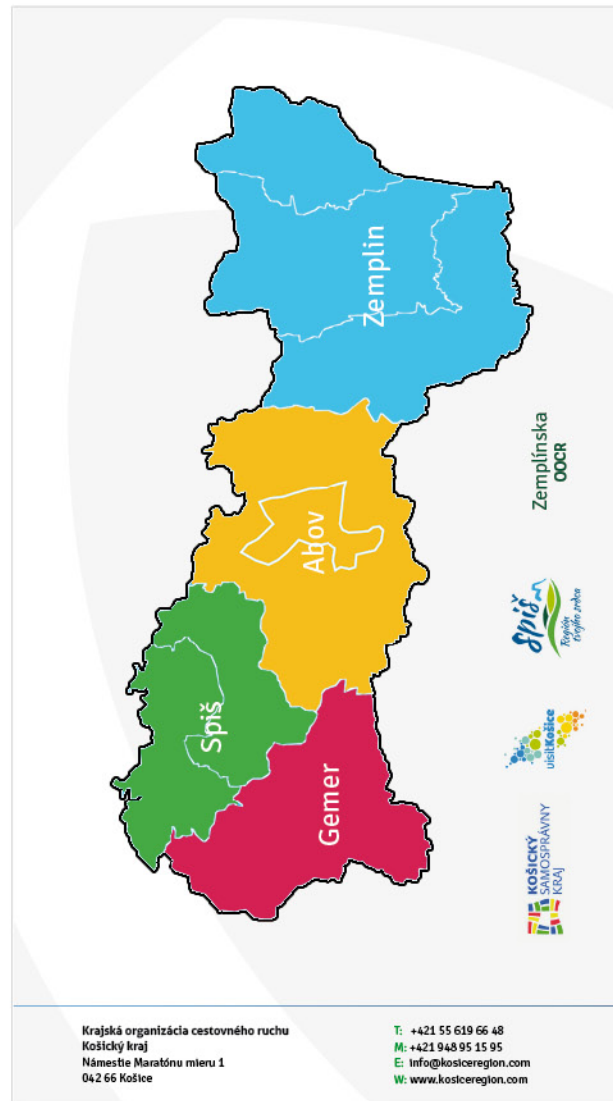 Zemplin
Abov
Spiš
Gemer
Zemplínska
OOCR
Spiš
Región
tvojho srdca
visitKošice
KOŠICKÝ
SAMOSPRÁVNY
KRAJ
Krajská organizácia cestovného ruchu
Košický kraj
Námestie Maratónu mieru 1
042 66 Košice
T: +421 55 619 66 48
M: +421 948 95 15 95
E: info@kosiceregion.com
W: www.kosiceregion.com